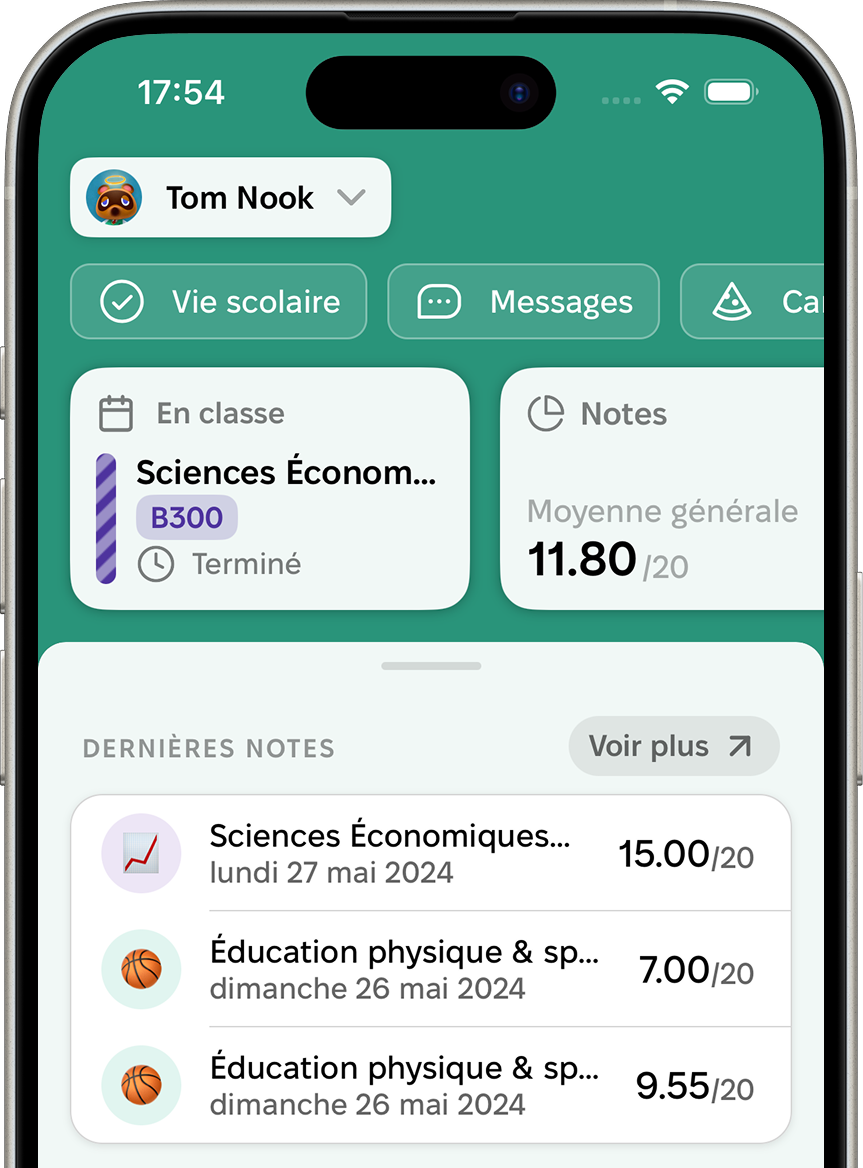 17:54
Tom Nook
Vie scolaire
Messages
En classe
Sciences Économ...
B300
Terminé
Notes
Moyenne générale
11.80 /20
DERNIÈRES NOTES
Voir plus
Sciences Économiques...
15.00/20
lundi 27 mai 2024
Éducation physique & sp...
7.00/20
dimanche 26 mai 2024
Éducation physique & sp...
9.55/20
dimanche 26 mai 2024